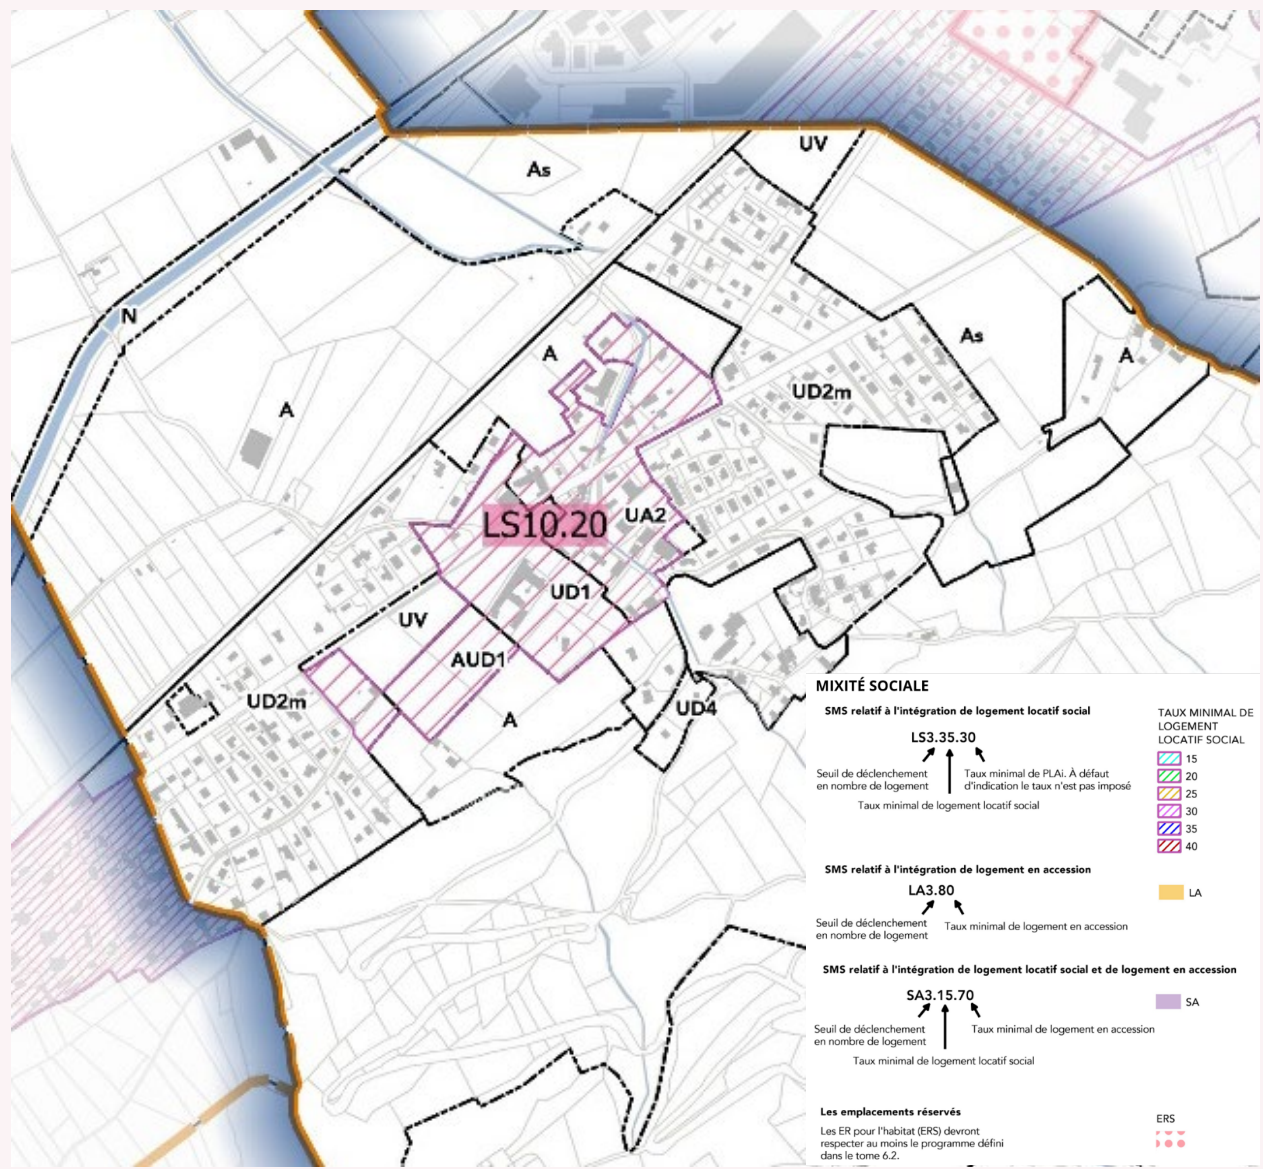 UV
As
N
A
As
A
A
UD2m
LS10.20
UA2
UD1
UV
AUD1
UD2m
A
UD4
MIXITÉ SOCIALE
SMS relatif à l'intégration de logement locatif social
LS3.35.30
Seuil de déclenchement
en nombre de logement
Taux minimal de PLAi. À défaut
d'indication le taux n'est pas imposé
Taux minimal de logement locatif social
TAUX MINIMAL DE
LOGEMENT
LOCATIF SOCIAL
15
20
25
30
35
40
SMS relatif à l'intégration de logement en accession
LA3.80
Seuil de déclenchement
en nombre de logement
Taux minimal de logement en accession
LA
SMS relatif à l'intégration de logement locatif social et de logement en accession
SA3.15.70
Seuil de déclenchement
en nombre de logement
Taux minimal de logement en accession
Taux minimal de logement locatif social
SA
Les emplacements réservés
Les ER pour l'habitat (ERS) devront
respecter au moins le programme défini
dans le tome 6.2.
ERS